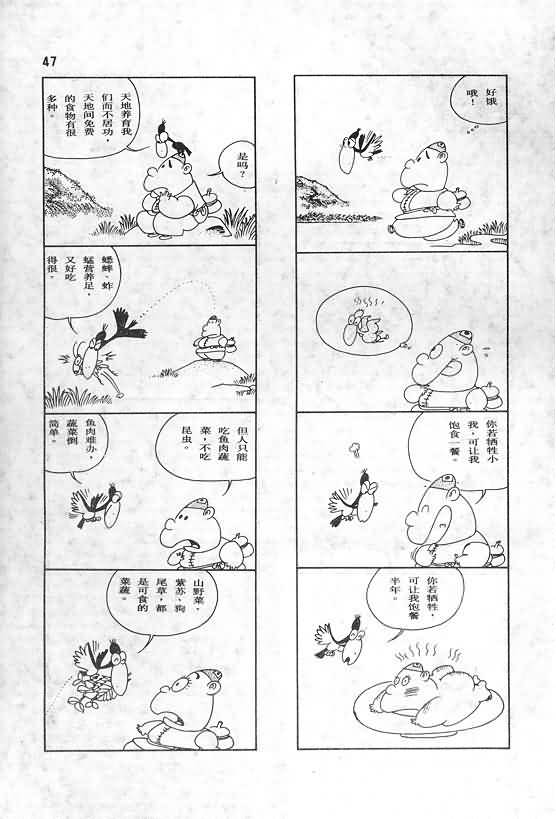 47
好饿
哦！…
你若牺牲小
我，可让我
饱食一餐。
你若牺牲，
可让我饱餐
半年。
天地养育我
们而不居功，
天地间免费
的食物有很
多种。
是吗？
蟋蟀、蚱
蜢营养足，
又好吃
得很。
但人只能
吃鱼肉蔬
菜，不吃
昆虫。
鱼肉难办，
蔬菜倒
简单。
山野菜，
紫苏、狗
尾草，都
是可食的
菜蔬。